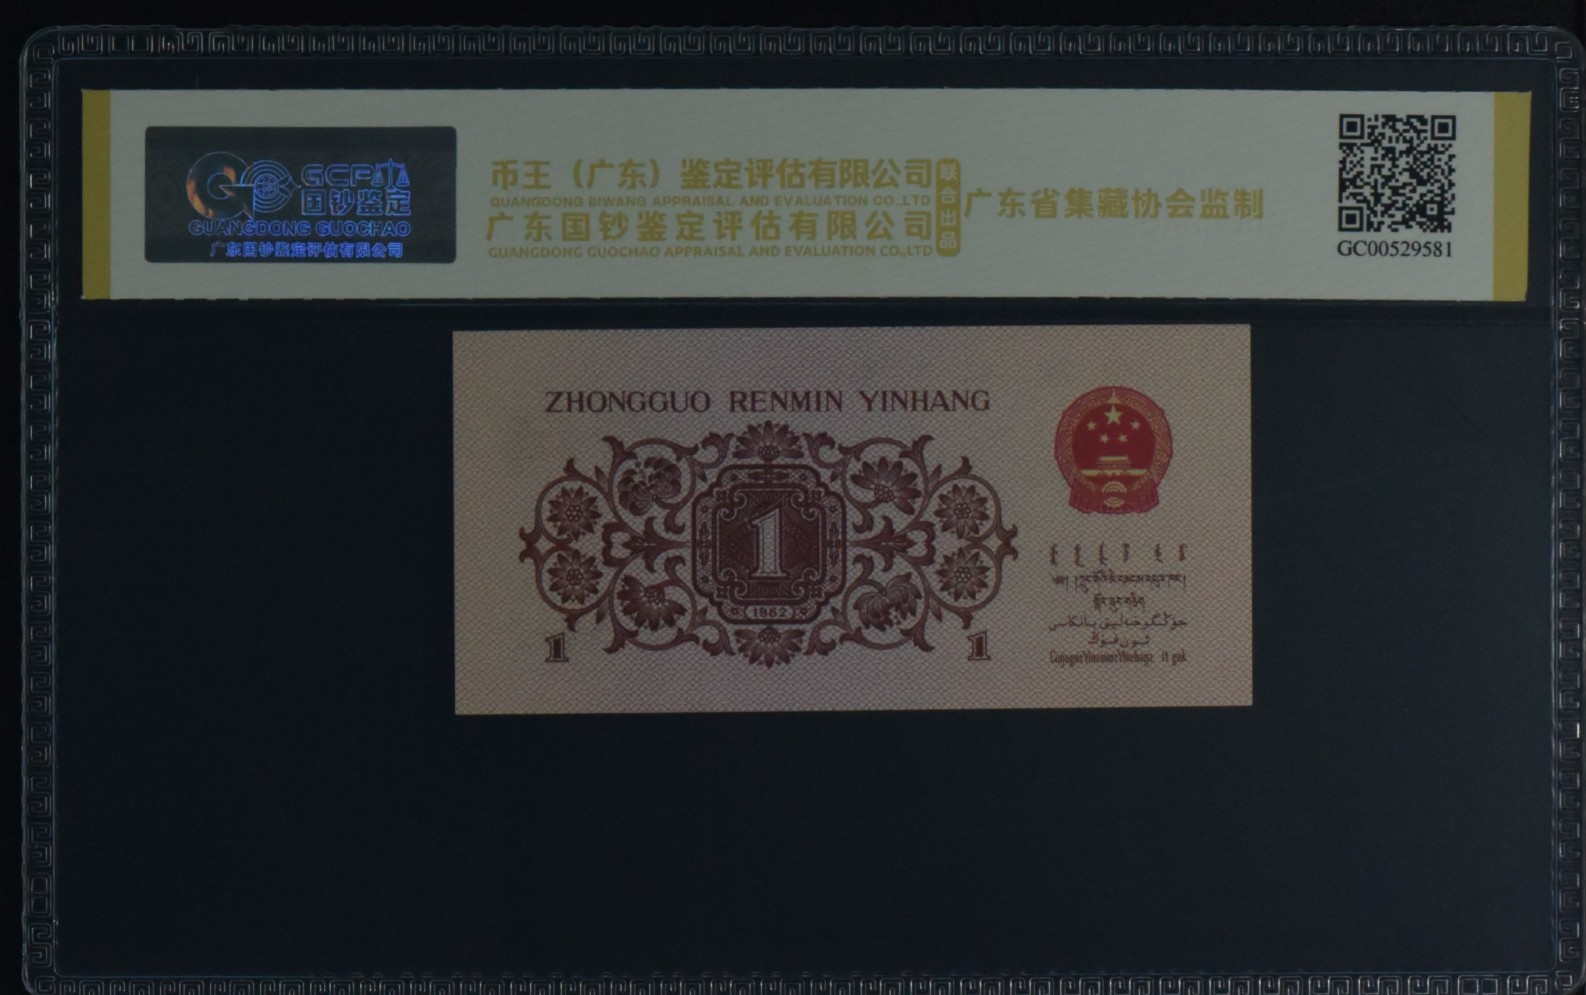 GCPA
国钞鉴定
GUANGDONG GUOCHAO
广东国钞鉴定评估有限公司
币王（广东）鉴定评估有限公司
GUANGDONG BIWANG APPRAISAL AND EVALUATION CO.,LTD
广东国钞鉴定评估有限公司
GUANGDONG GUOCHAO APPRAISAL AND EVALUATION CO.,LTD
联合出品
广东省集藏协会监制
GC00529581
ZHONGGUO RENMIN YINHANG
1
1962
1
1